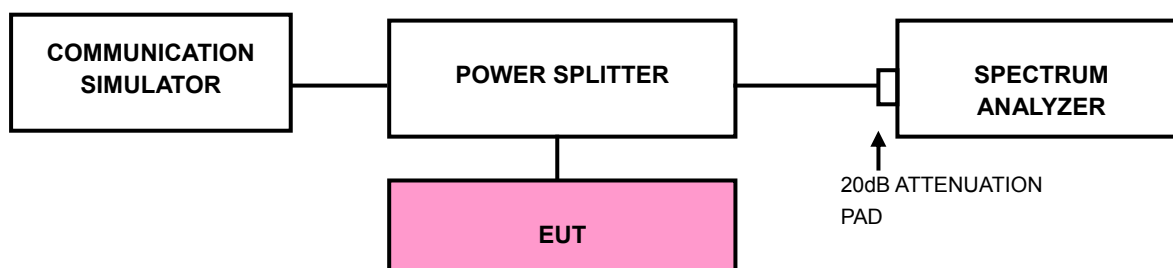 COMMUNICATION
SIMULATOR
POWER SPLITTER
SPECTRUM
ANALYZER
20dB ATTENUATION
PAD
EUT